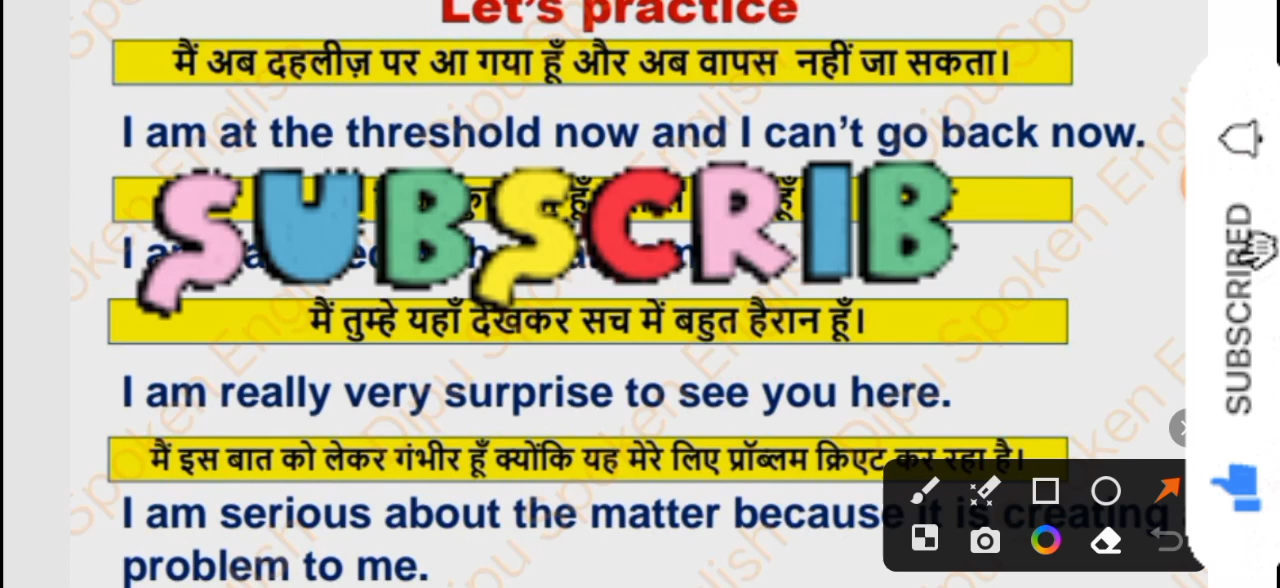 Let's practice
मैं अब दहलीज़ पर आ गया हूँ और अब वापस नहीं जा सकता।
I am at the threshold now and I can't go back now.
SUBSCRIB
I
मैं तुम्हे यहाँ देखकर सच में बहुत हैरान हूँ।
I am really very surprise to see you here.
मैं इस बात को लेकर गंभीर हूँ क्योंकि यह मेरे लिए प्रॉब्लम क्रिएट कर रहा है।
I am serious about the matter because it is creating
problem to me.
SUBSCRIBED